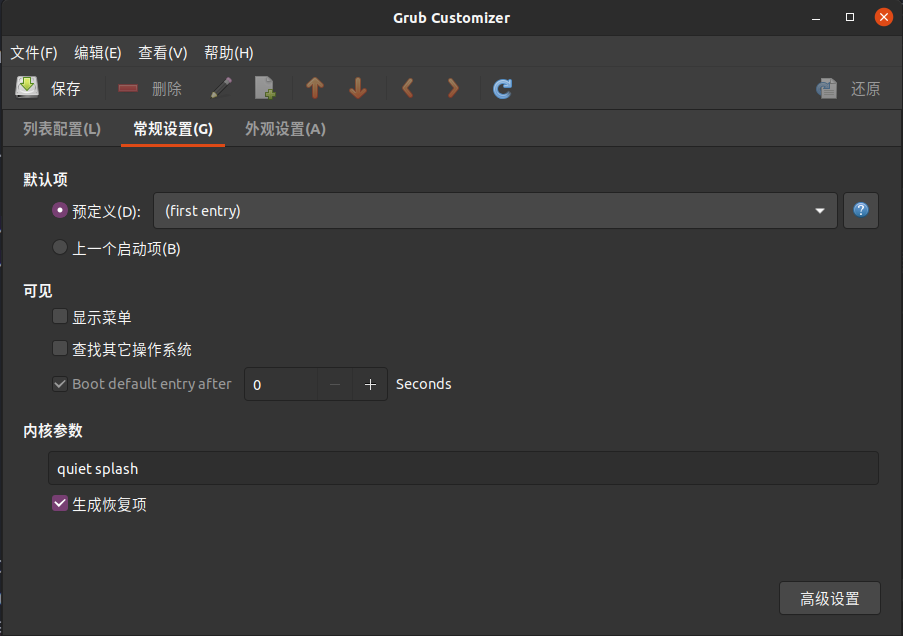 Grub Customizer
文件(F) 编辑(E) 查看(V) 帮助(H)
保存 删除 还原
列表配置(L) 常规设置(G) 外观设置(A)
默认项
预定义(D): (first entry)
上一个启动项(B)
可见
显示菜单
查找其它操作系统
Boot default entry after 0 Seconds
内核参数
quiet splash
生成恢复项
高级设置